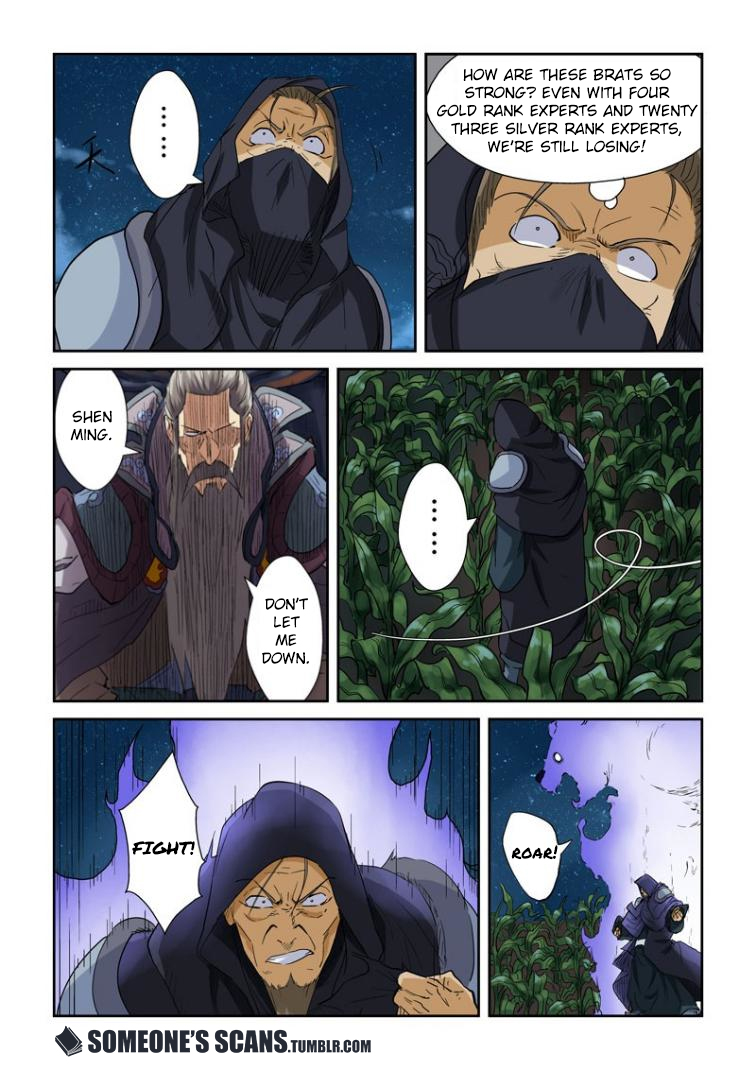 HOW ARE THESE BRATS SO
STRONG? EVEN WITH FOUR
GOLD RANK EXPERTS AND TWENTY
THREE SILVER RANK EXPERTS,
WE'RE STILL LOSING!
SHEN
MING.
DON'T
LET
ME
DOWN.
FIGHT!
ROAR!
SOMEONE'S SCANS.TUMBLR.COM